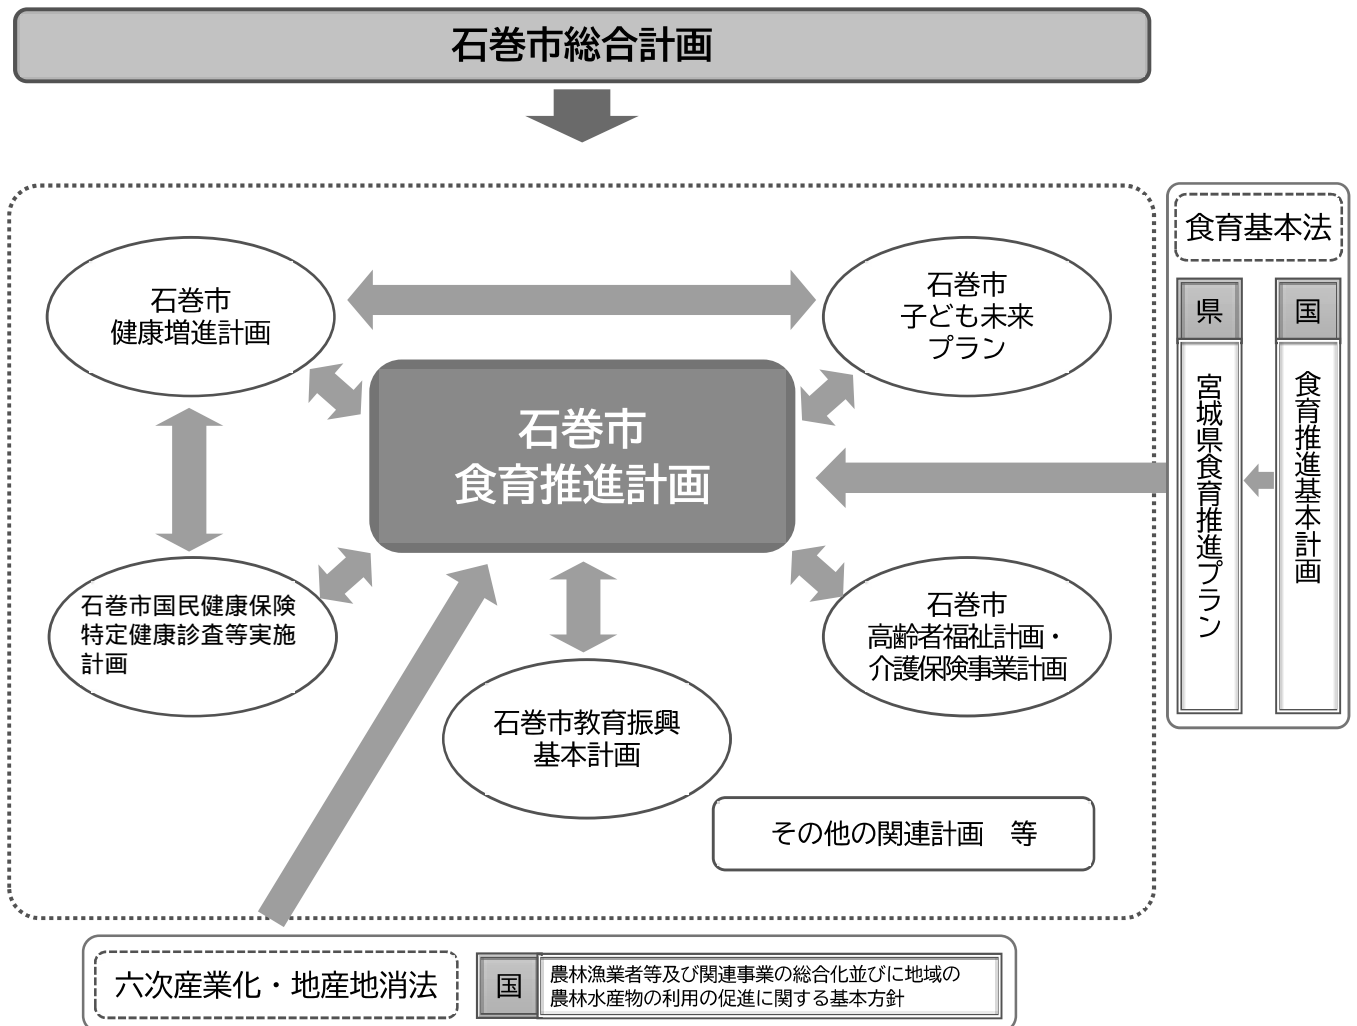 石巻市総合計画
石巻市
健康増進計画
石巻市
子ども未来
プラン
石巻市
食育推進計画
石巻市国民健康保険
特定健康診査等実施
計画
石巻市教育振興
基本計画
石巻市
高齢者福祉計画・
介護保険事業計画
その他の関連計画　等
食育基本法
県
宮城県食育推進プラン
国
食育推進基本計画
六次産業化・地産地消法
国
農林漁業者等及び関連事業の総合化並びに地域の
農林水産物の利用の促進に関する基本方針